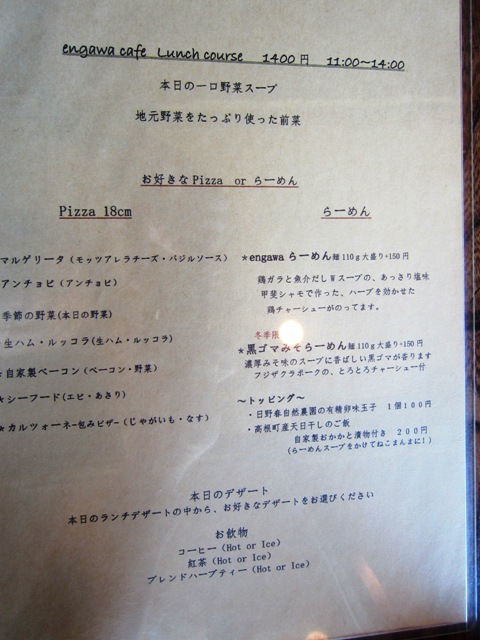 engawa cafe Lunch course 1400円 11:00～14:00
本日の一口野菜スープ
地元野菜をたっぷり使った前菜
お好きなPizza or らーめん
Pizza 18cm
マルゲリータ（モッツアレラチーズ・バジルソース）
アンチョビ（アンチョビ）
季節の野菜(本日の野菜)
生ハム・ルッコラ(生ハム・ルッコラ)
★自家製ベーコン（ベーコン・野菜）
★シーフード(エビ・あさり)
★カルツォーネ-包みピザ-(じゃがいも・なす)
らーめん
★engawa らーめん麺110g大盛り+150円
鶏ガラと魚介だしWスープの、あっさり塩味
甲斐シャモで作った、ハーブを効かせた
鶏チャーシューがのってます。
冬季限
★黒ゴマみそらーめん麺110g大盛り+150円
濃厚みそ味のスープに香ばしい黒ゴマが香ります
フジザクラポークの、とろとろチャーシュー付
～トッピング～
・日野春自然農園の有精卵味玉子 1個100円
・高根町産天日干しのご飯
自家製おかかと漬物付き 200円
(らーめんスープをかけてねこまんまに!)
本日のデザート
本日のランチデザートの中から、お好きなデザートをお選びください
お飲物
コーヒー（Hot or Ice）
紅茶（Hot or Ice）
ブレンドハーブティー（Hot or Ice）